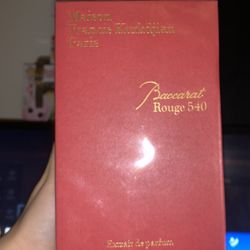 Maison
Francis Kurkdjian
Paris
Baccarat
Rouge 540
Extrait de parfum